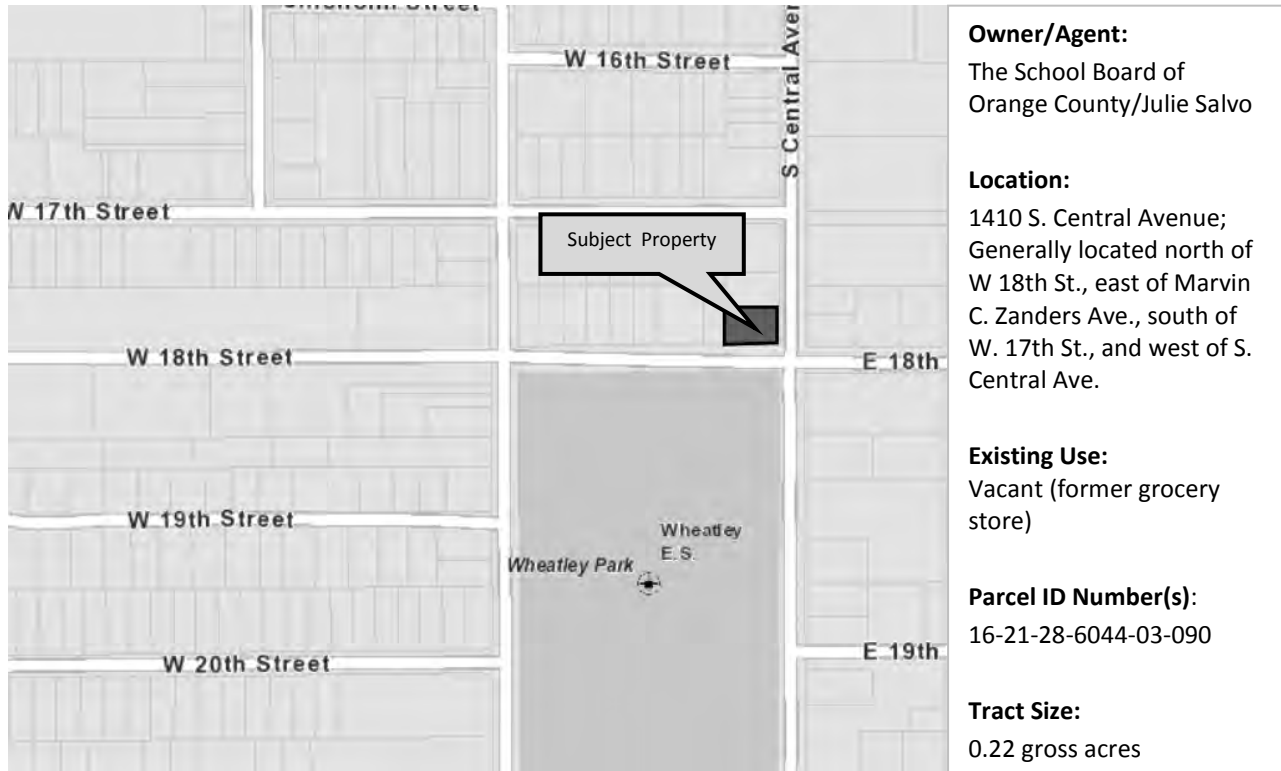 Chisholm Street
W 16th Street
S Central Aven
W 17th Street
Subject Property
W 18th Street
E 18th
W 19th Street
Wheatley
E.S.
Wheatley Park
W 20th Street
E 19th
Owner/Agent:
The School Board of
Orange County/Julie Salvo
Location:
1410 S. Central Avenue;
Generally located north of
W 18th St., east of Marvin
C. Zanders Ave., south of
W. 17th St., and west of S.
Central Ave.
Existing Use:
Vacant (former grocery
store)
Parcel ID Number(s):
16-21-28-6044-03-090
Tract Size:
0.22 gross acres